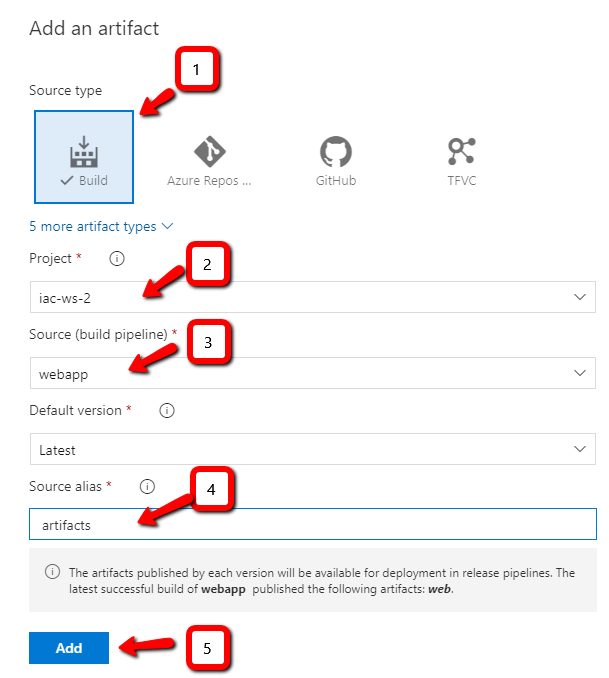 Add an artifact
1
Source type
Build
Azure Repos ...
GitHub
TFVC
5 more artifact types
Project *
2
iac-ws-2
Source (build pipeline) *
3
webapp
Default version *
Latest
Source alias *
4
artifacts
The artifacts published by each version will be available for deployment in release pipelines. The
latest successful build of webapp published the following artifacts: web.
Add
5